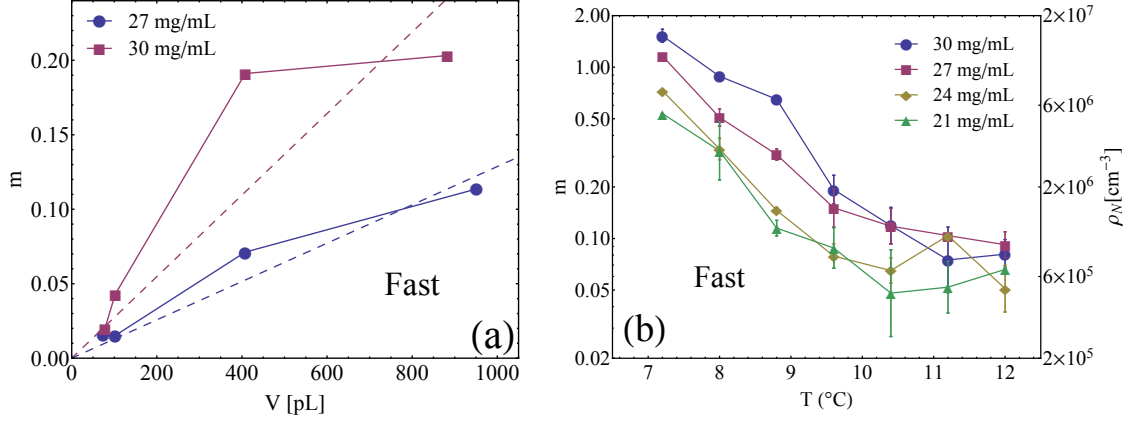 27 mg/mL
30 mg/mL
0.20
0.15
0.10
0.05
0.00
m
0 200 400 600 800 1000
V [pL]
Fast
(a)
2.00
1.00
0.50
0.20
0.10
0.05
0.02
m
30 mg/mL
27 mg/mL
24 mg/mL
21 mg/mL
2×10⁷
6×10⁶
2×10⁶
6×10⁵
2×10⁵
ρN[cm⁻³]
Fast
(b)
7 8 9 10 11 12
T (°C)